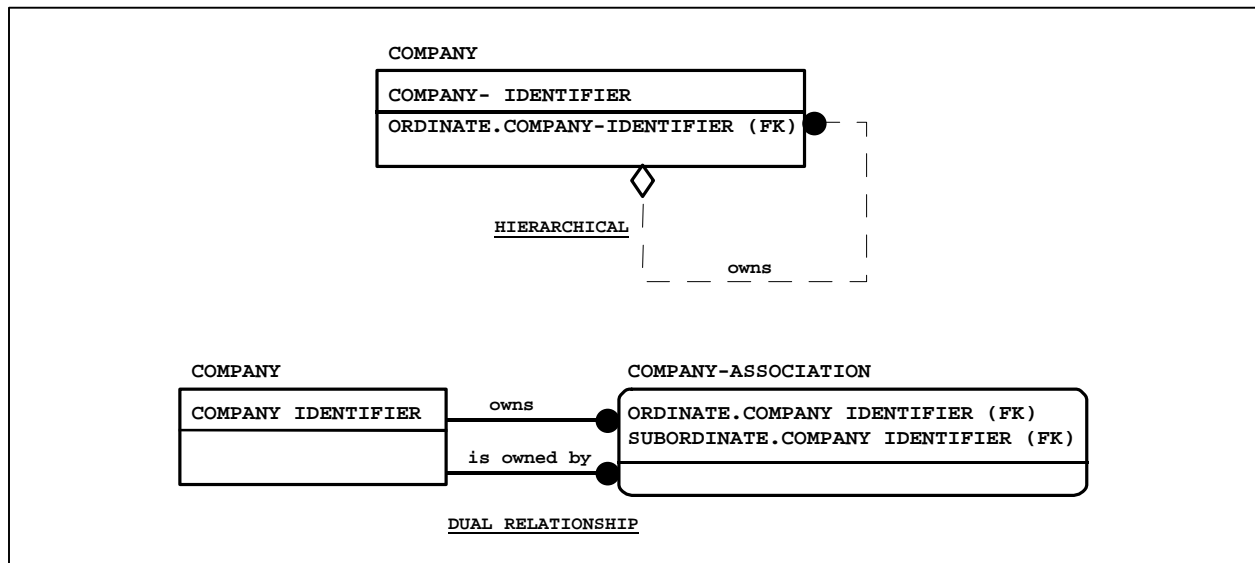 COMPANY
COMPANY- IDENTIFIER
ORDINATE.COMPANY-IDENTIFIER (FK)
HIERARCHICAL
owns
COMPANY
COMPANY-ASSOCIATION
COMPANY IDENTIFIER
owns
ORDINATE.COMPANY IDENTIFIER (FK)
SUBORDINATE.COMPANY IDENTIFIER (FK)
is owned by
DUAL RELATIONSHIP